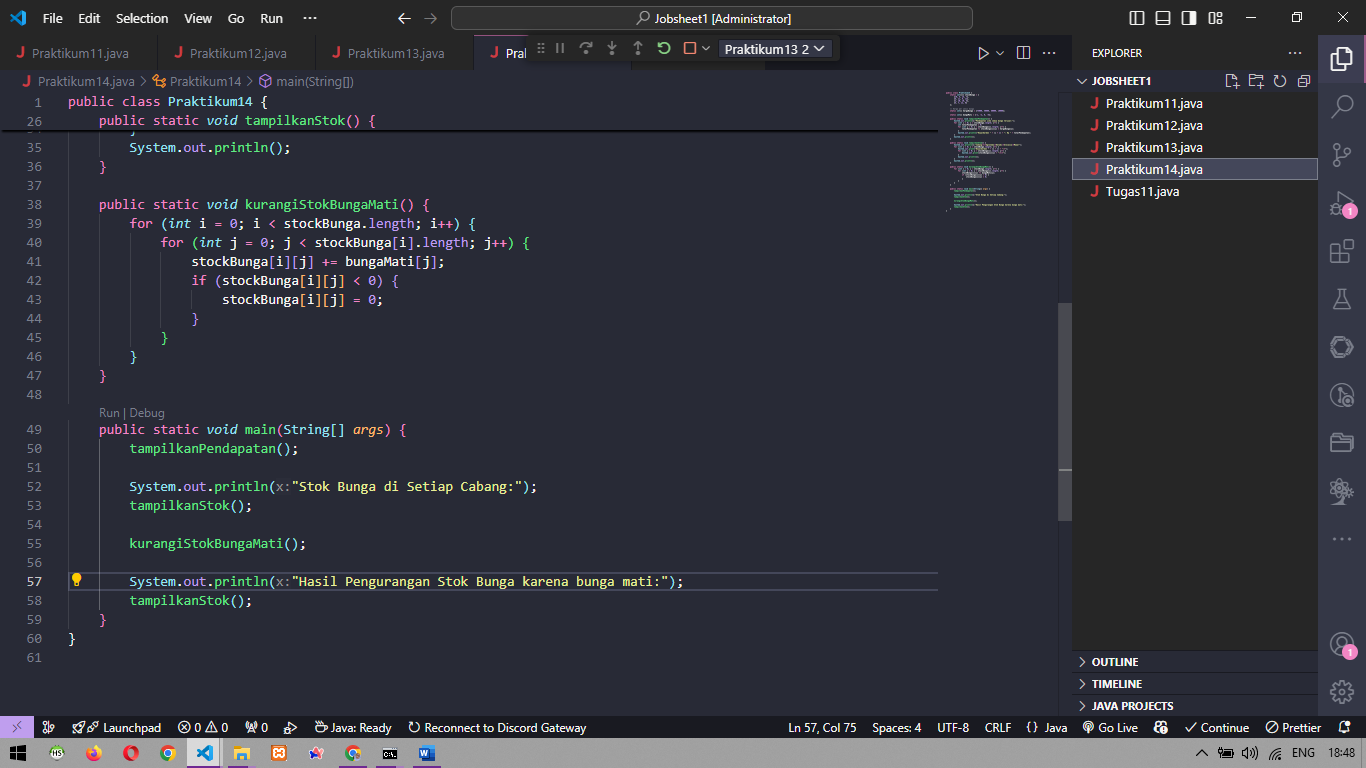 File Edit Selection View Go Run ··· Jobsheet1 [Administrator]
Praktikum11.java Praktikum12.java Praktikum13.java Pra Praktikum13 2
Praktikum14.java > Praktikum14 > main(String[])
1 public class Praktikum14 {
26 public static void tampilkanStok() {
35 System.out.println();
36 }
37
38 public static void kurangiStokBungaMati() {
39 for (int i = 0; i < stockBunga.length; i++) {
40 for (int j = 0; j < stockBunga[i].length; j++) {
41 stockBunga[i][j] += bungaMati[j];
42 if (stockBunga[i][j] < 0) {
43 stockBunga[i][j] = 0;
44 }
45 }
46 }
47 }
48
Run | Debug
49 public static void main(String[] args) {
50 tampilkanPendapatan();
51
52 System.out.println(x:"Stok Bunga di Setiap Cabang:");
53 tampilkanStok();
54
55 kurangiStokBungaMati();
56
57 System.out.println(x:"Hasil Pengurangan Stok Bunga karena bunga mati:");
58 tampilkanStok();
59 }
60 }
61
EXPLORER ···
JOBSHEET1
Praktikum11.java
Praktikum12.java
Praktikum13.java
Praktikum14.java
Tugas11.java
1
1
OUTLINE
TIMELINE
JAVA PROJECTS
Launchpad 0 0 0 Java: Ready Reconnect to Discord Gateway Ln 57, Col 75 Spaces: 4 UTF-8 CRLF {} Java Go Live Continue Prettier
ENG 18:48